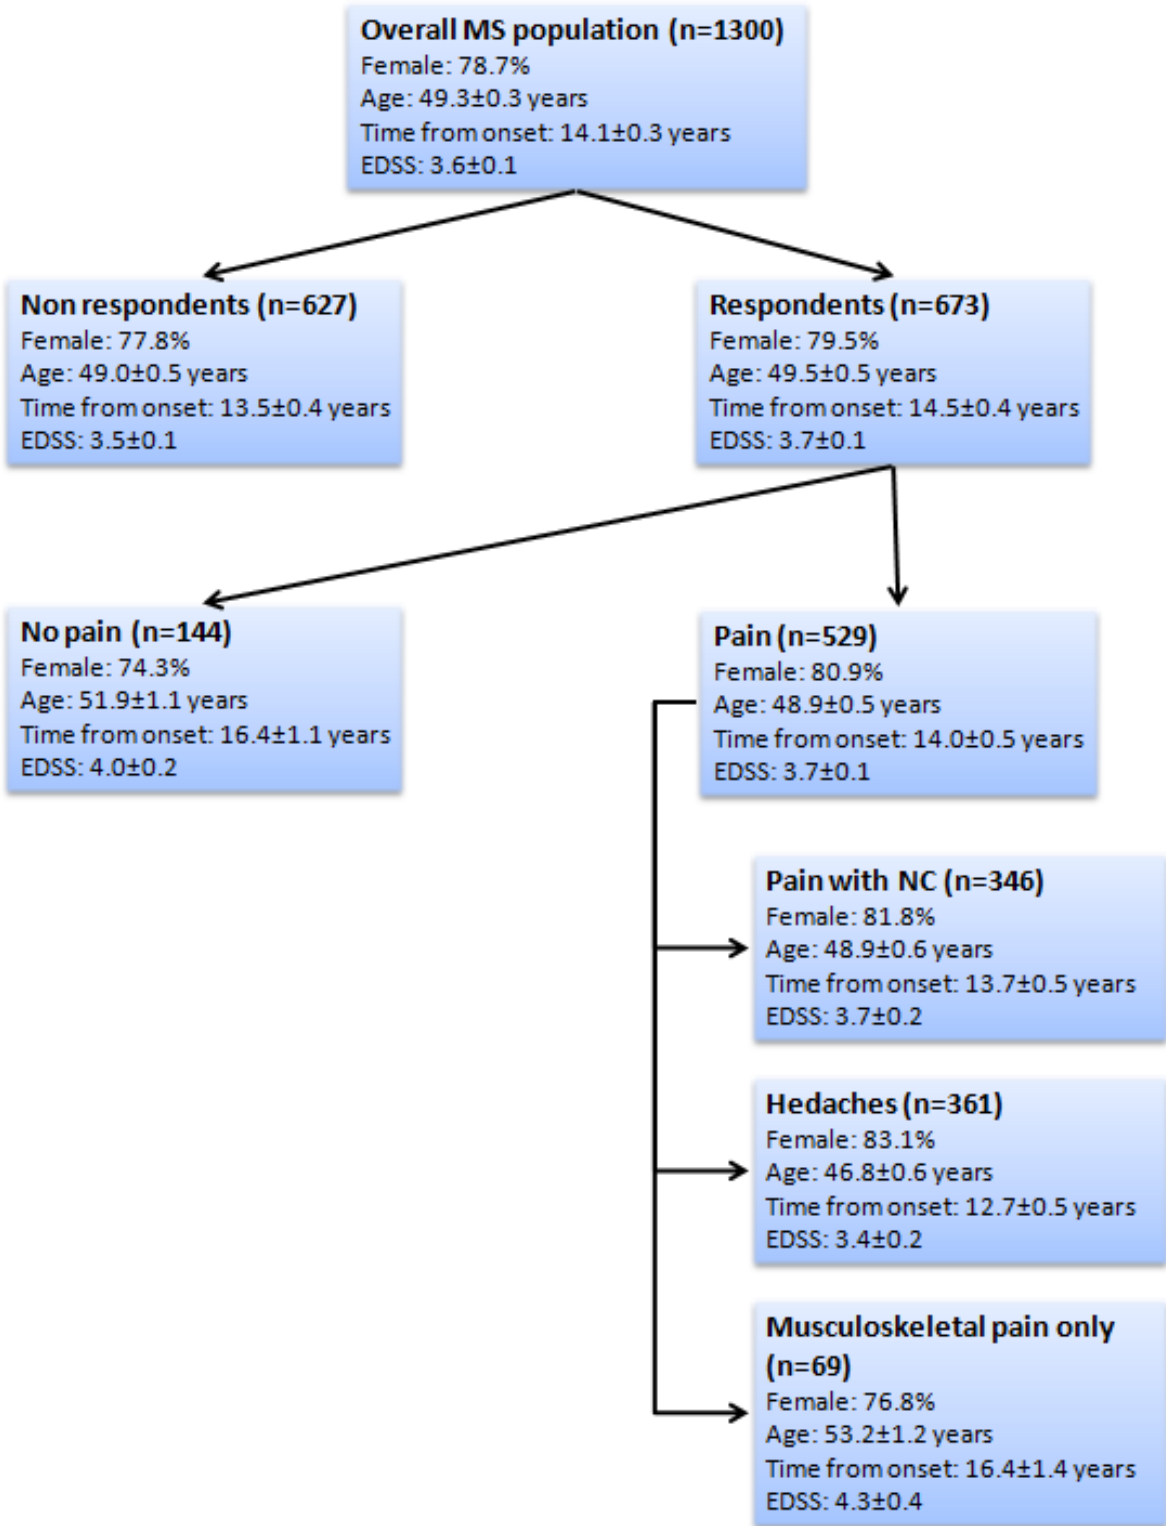 Overall MS population (n=1300)
Female: 78.7%
Age: 49.3±0.3 years
Time from onset: 14.1±0.3 years
EDSS: 3.6±0.1
Non respondents (n=627)
Female: 77.8%
Age: 49.0±0.5 years
Time from onset: 13.5±0.4 years
EDSS: 3.5±0.1
Respondents (n=673)
Female: 79.5%
Age: 49.5±0.5 years
Time from onset: 14.5±0.4 years
EDSS: 3.7±0.1
No pain (n=144)
Female: 74.3%
Age: 51.9±1.1 years
Time from onset: 16.4±1.1 years
EDSS: 4.0±0.2
Pain (n=529)
Female: 80.9%
Age: 48.9±0.5 years
Time from onset: 14.0±0.5 years
EDSS: 3.7±0.1
Pain with NC (n=346)
Female: 81.8%
Age: 48.9±0.6 years
Time from onset: 13.7±0.5 years
EDSS: 3.7±0.2
Hedaches (n=361)
Female: 83.1%
Age: 46.8±0.6 years
Time from onset: 12.7±0.5 years
EDSS: 3.4±0.2
Musculoskeletal pain only
(n=69)
Female: 76.8%
Age: 53.2±1.2 years
Time from onset: 16.4±1.4 years
EDSS: 4.3±0.4